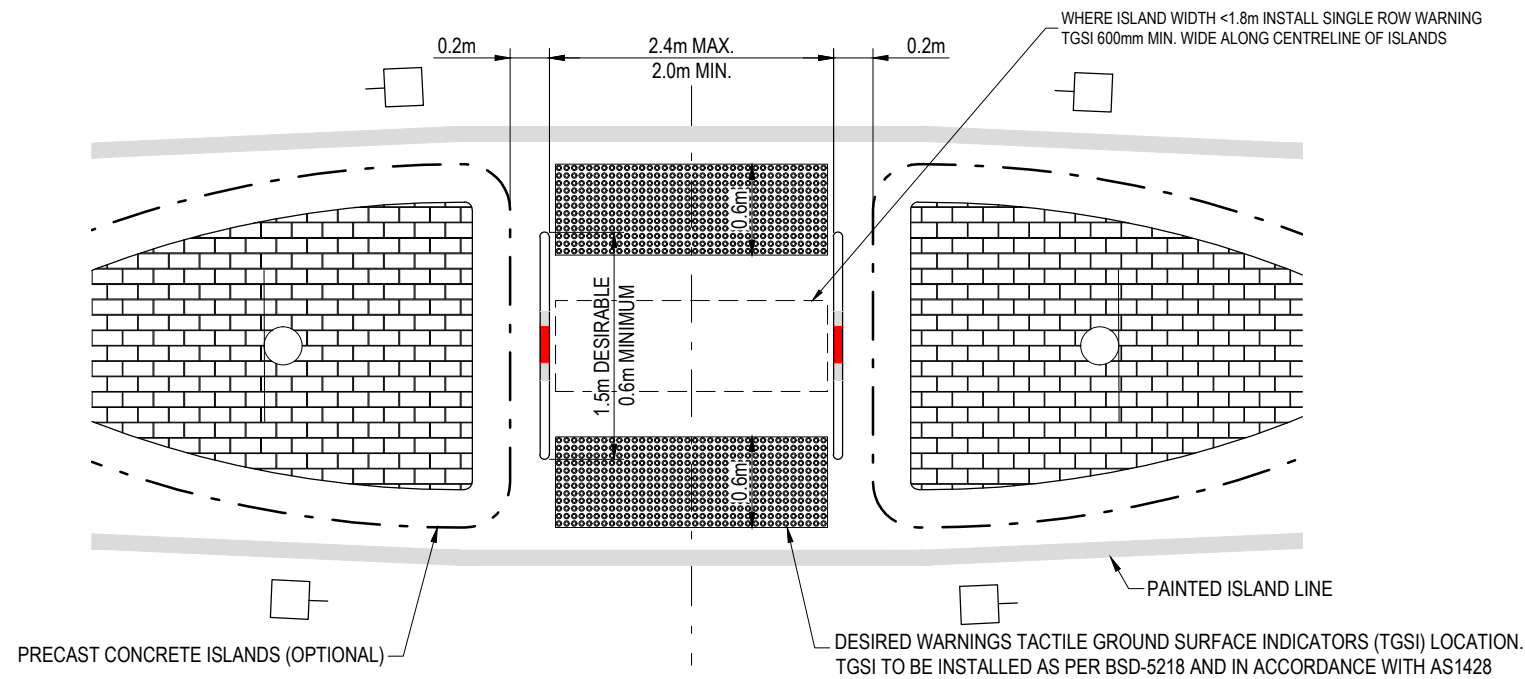 WHERE ISLAND WIDTH <1.8m INSTALL SINGLE ROW WARNING
TGSI 600mm MIN. WIDE ALONG CENTRELINE OF ISLANDS
0.2m
2.4m MAX.
2.0m MIN.
0.2m
0.6m
1.5m DESIRABLE
0.6m MINIMUM
0.6m
PAINTED ISLAND LINE
PRECAST CONCRETE ISLANDS (OPTIONAL)
DESIRED WARNINGS TACTILE GROUND SURFACE INDICATORS (TGSI) LOCATION.
TGSI TO BE INSTALLED AS PER BSD-5218 AND IN ACCORDANCE WITH AS1428